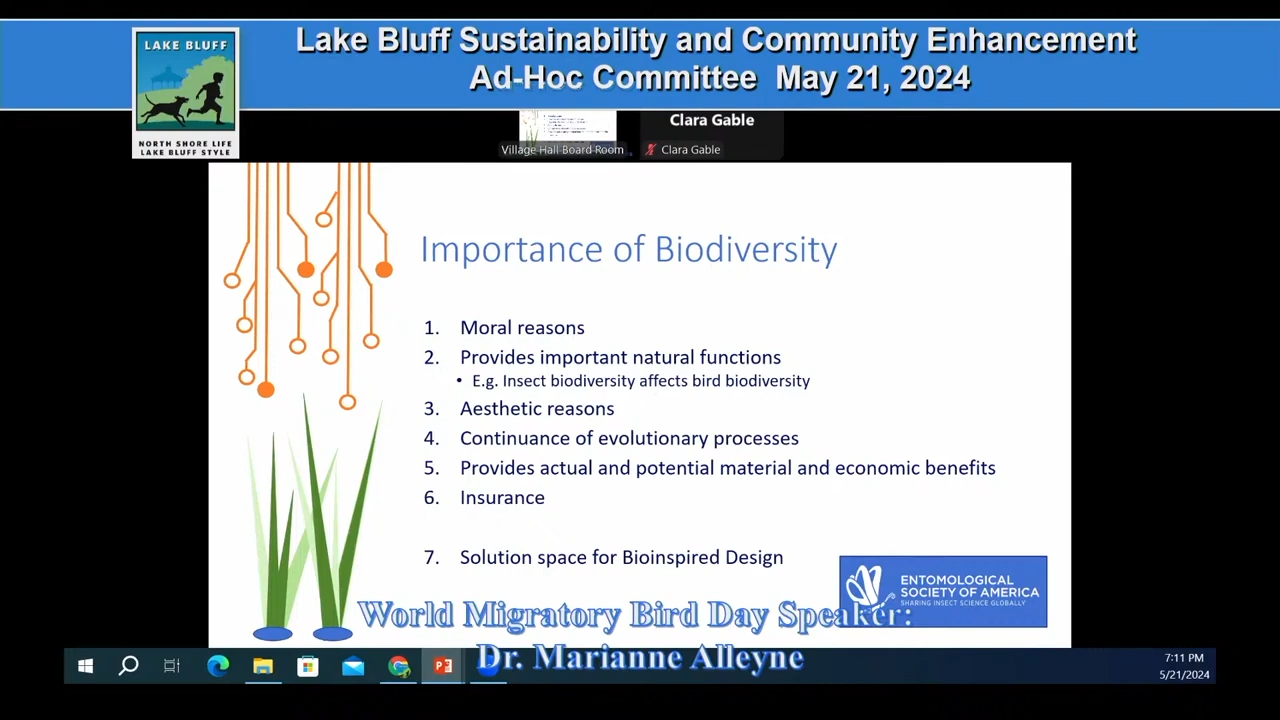 Lake Bluff Sustainability and Community Enhancement
Ad-Hoc Committee May 21, 2024
LAKE BLUFF
NORTH SHORE LIFE
LAKE BLUFF STYLE
Clara Gable
Village Hall Board Room
Clara Gable
Importance of Biodiversity
1. Moral reasons
2. Provides important natural functions
• E.g. Insect biodiversity affects bird biodiversity
3. Aesthetic reasons
4. Continuance of evolutionary processes
5. Provides actual and potential material and economic benefits
6. Insurance
7. Solution space for Bioinspired Design
ENTOMOLOGICAL
SOCIETY OF AMERICA
SHARING INSECT SCIENCE GLOBALLY
World Migratory Bird Day Speaker:
Dr. Marianne Alleyne
7:11 PM
5/21/2024